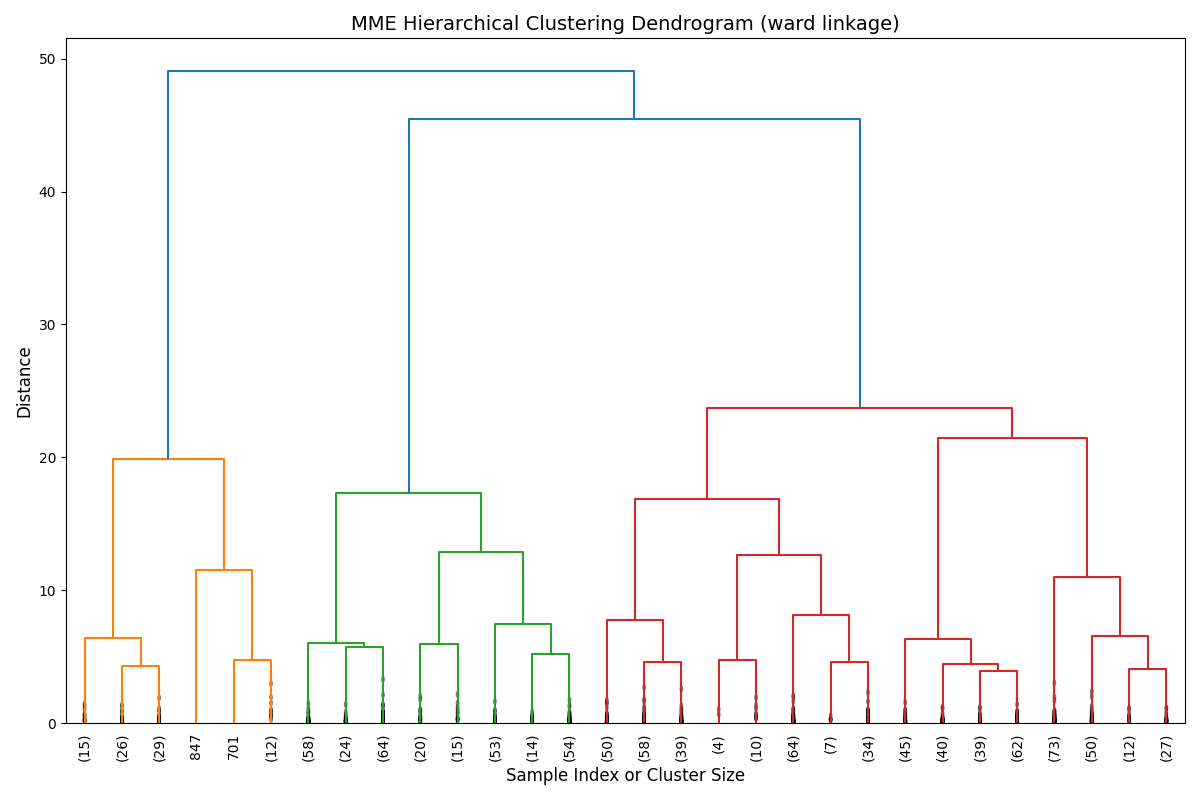 MME Hierarchical Clustering Dendrogram (ward linkage)
50
40
30
20
10
0
Distance
(15) (26) (29) 847 701 (12) (58) (24) (64) (20) (15) (53) (14) (54) (50) (58) (39) (4) (10) (64) (7) (34) (45) (40) (39) (62) (73) (50) (12) (27)
Sample Index or Cluster Size